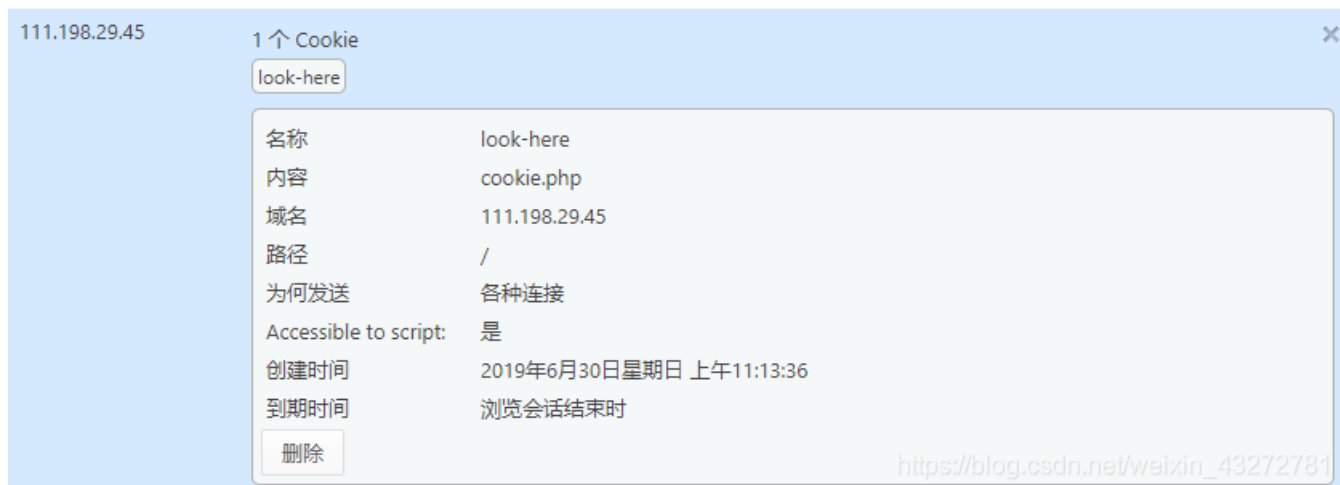 111.198.29.45
1 个 Cookie
look-here
名称 look-here
内容 cookie.php
域名 111.198.29.45
路径 /
为何发送 各种连接
Accessible to script: 是
创建时间 2019年6月30日星期日 上午11:13:36
到期时间 浏览会话结束时
删除
https://blog.csdn.net/weixin_43272781